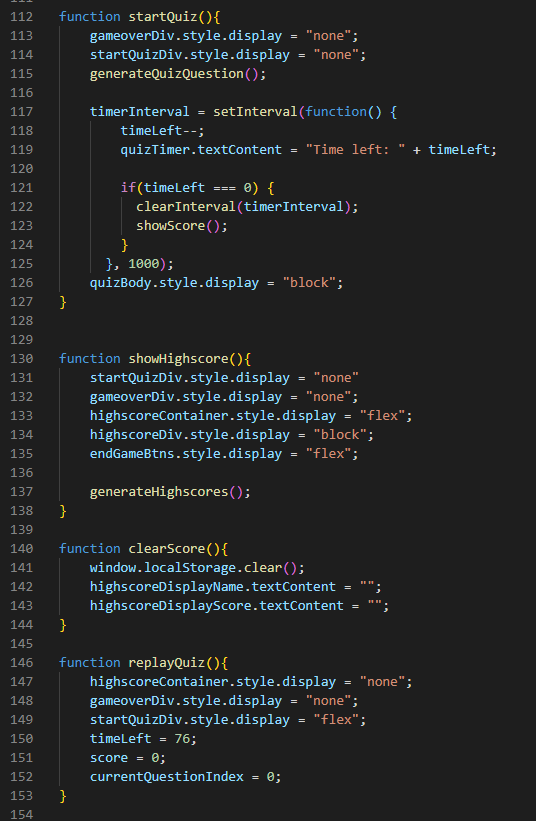 112 function startQuiz(){
113     gameoverDiv.style.display = "none";
114     startQuizDiv.style.display = "none";
115     generateQuizQuestion();
116
117     timerInterval = setInterval(function() {
118         timeLeft--;
119         quizTimer.textContent = "Time left: " + timeLeft;
120
121         if(timeLeft === 0) {
122           clearInterval(timerInterval);
123           showScore();
124         }
125       }, 1000);
126     quizBody.style.display = "block";
127 }
128
129
130 function showHighscore(){
131     startQuizDiv.style.display = "none"
132     gameoverDiv.style.display = "none";
133     highscoreContainer.style.display = "flex";
134     highscoreDiv.style.display = "block";
135     endGameBtns.style.display = "flex";
136
137     generateHighscores();
138 }
139
140 function clearScore(){
141     window.localStorage.clear();
142     highscoreDisplayName.textContent = "";
143     highscoreDisplayScore.textContent = "";
144 }
145
146 function replayQuiz(){
147     highscoreContainer.style.display = "none";
148     gameoverDiv.style.display = "none";
149     startQuizDiv.style.display = "flex";
150     timeLeft = 76;
151     score = 0;
152     currentQuestionIndex = 0;
153 }
154